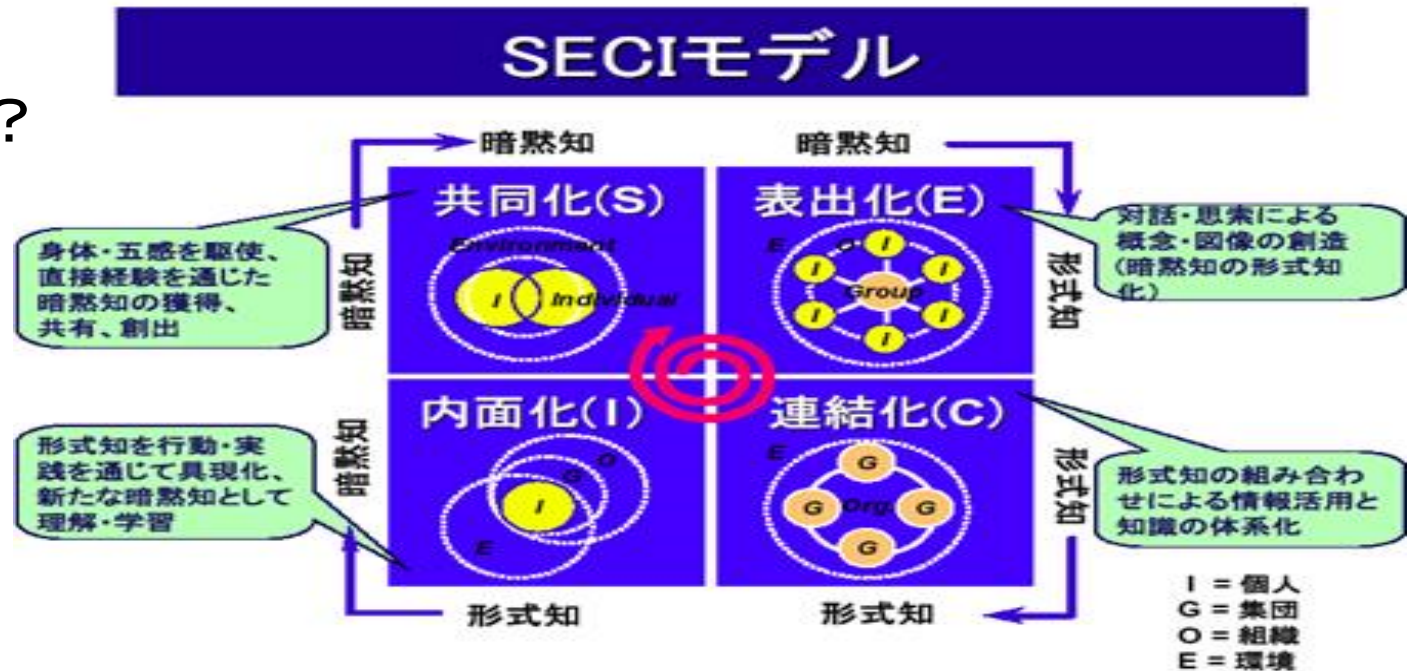 SECIモデル
?
暗黙知
暗黙知
共同化(S)
表出化(E)
身体・五感を駆使、
直接経験を通じた
暗黙知の獲得、
共有、創出
暗黙知
Environment
I
Individual
E
O
I
I
I
Group
I
I
I
形式知
対話・思索による
概念・図像の創造
(暗黙知の形式知
化)
内面化(I)
連結化(C)
形式知を行動・実
践を通じて具現化、
新たな暗黙知として
理解・学習
暗黙知
O
G
I
E
E
G
G
Org.
G
G
形式知
形式知の組み合わ
せによる情報活用と
知識の体系化
形式知
形式知
I = 個人
G = 集団
O = 組織
E = 環境